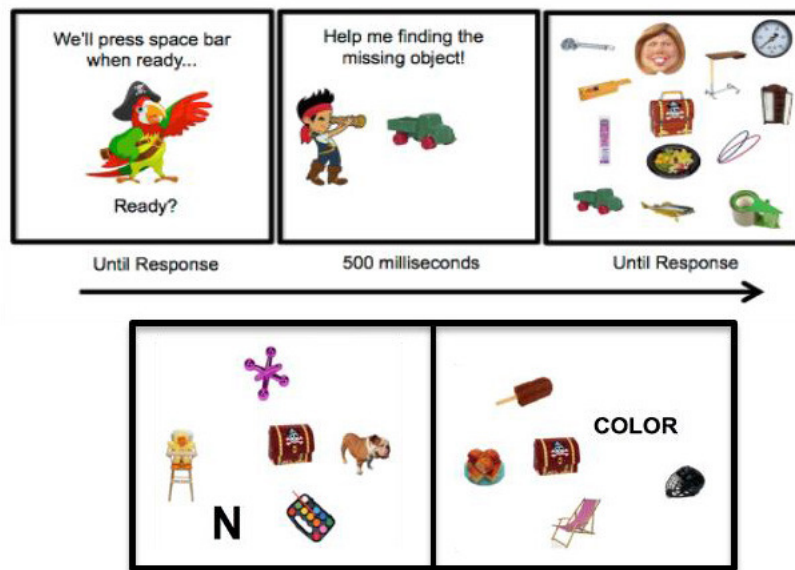 We'll press space bar
when ready...
Ready?
Help me finding the
missing object!
Until Response
500 milliseconds
Until Response
N
COLOR